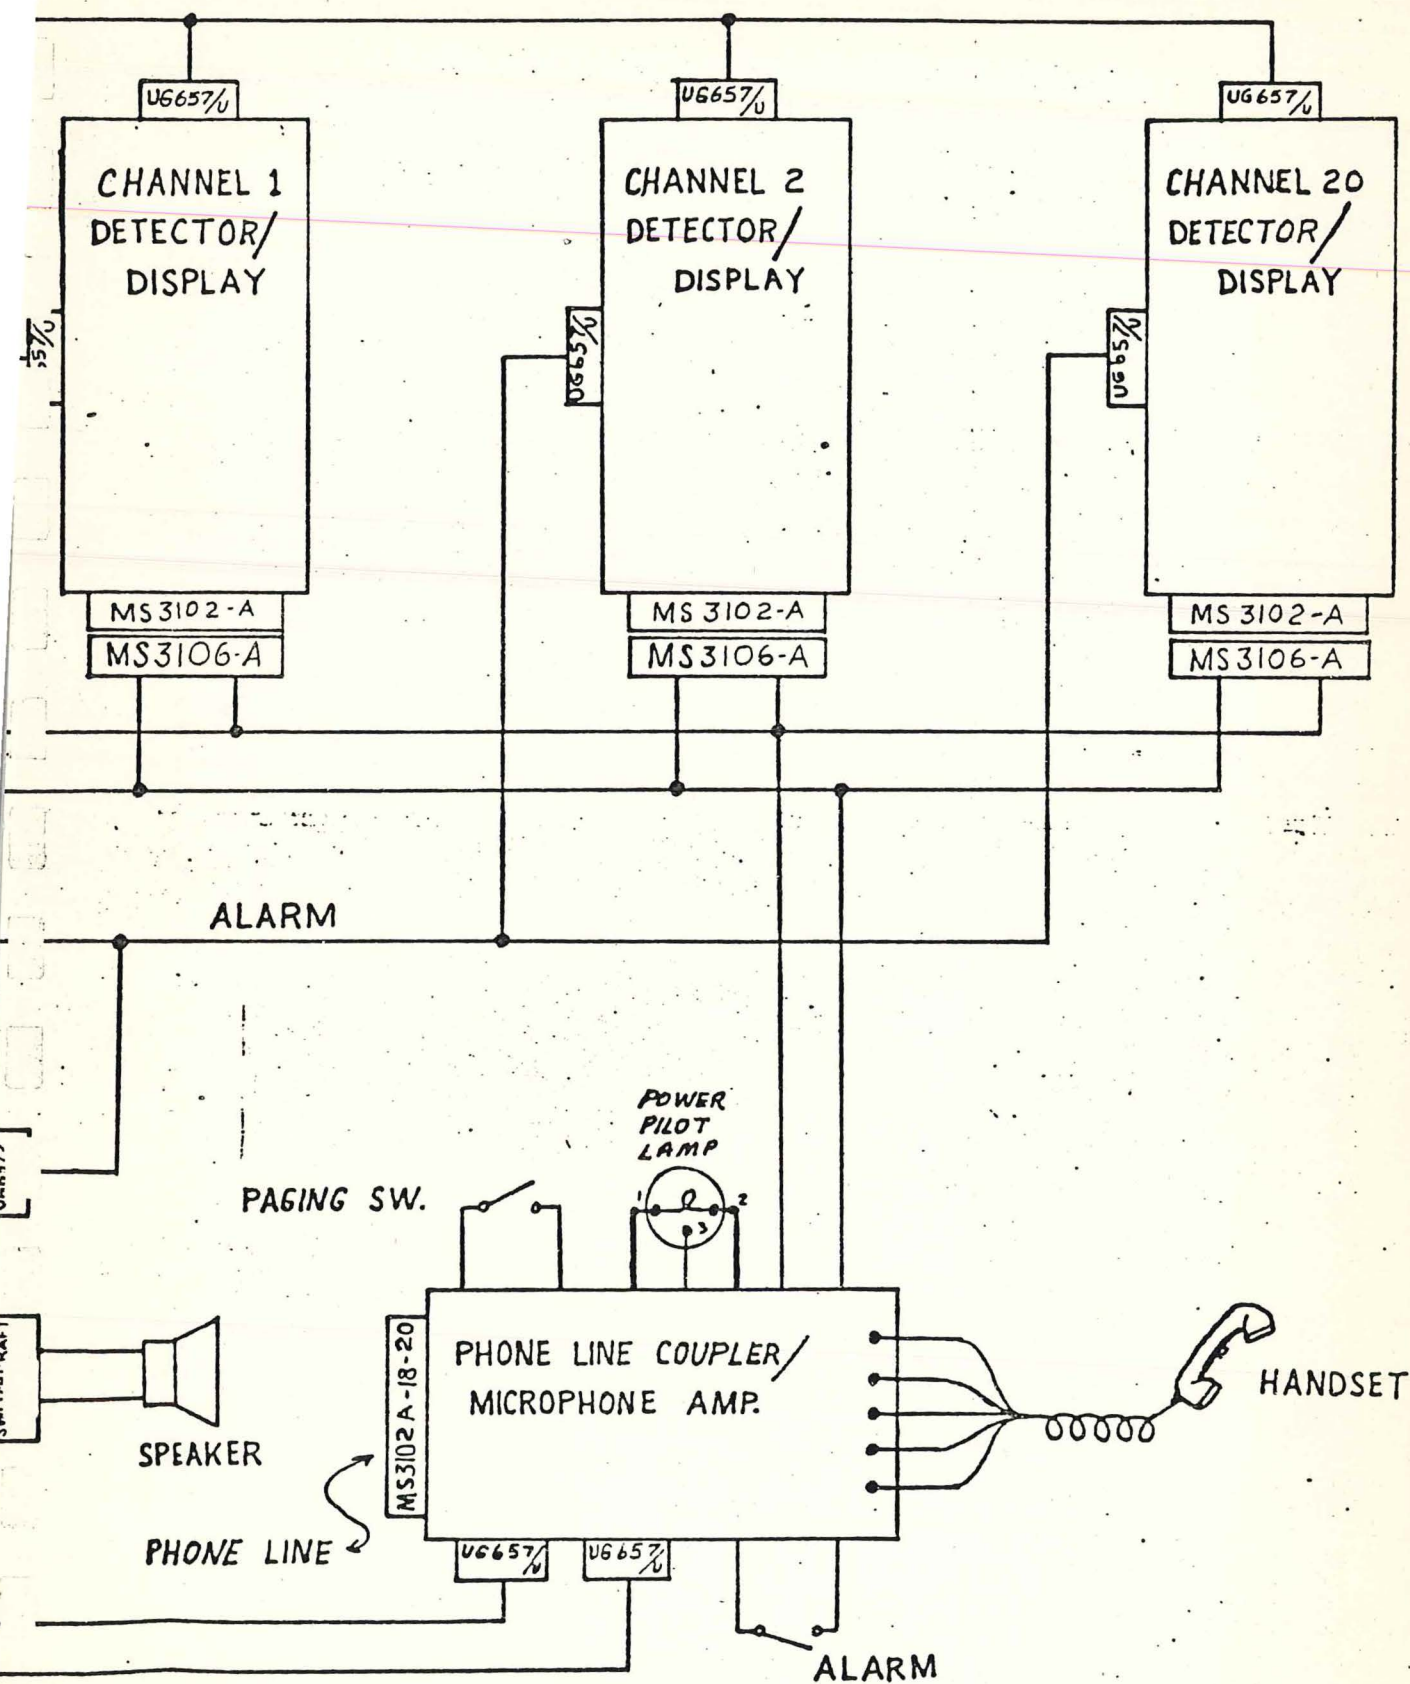 UG657/U
UG657/U
UG657/U
CHANNEL 1
DETECTOR/
DISPLAY
CHANNEL 2
DETECTOR/
DISPLAY
CHANNEL 20
DETECTOR/
DISPLAY
57/U
UG657/U
UG657/U
MS3102-A
MS3106-A
MS3102-A
MS3106-A
MS3102-A
MS3106-A
ALARM
POWER
PILOT
LAMP
PAGING SW.
1
2
3
PHONE LINE COUPLER/
MICROPHONE AMP.
MS3102A-18-20
HANDSET
SPEAKER
PHONE LINE
UG657/U
UG657/U
ALARM